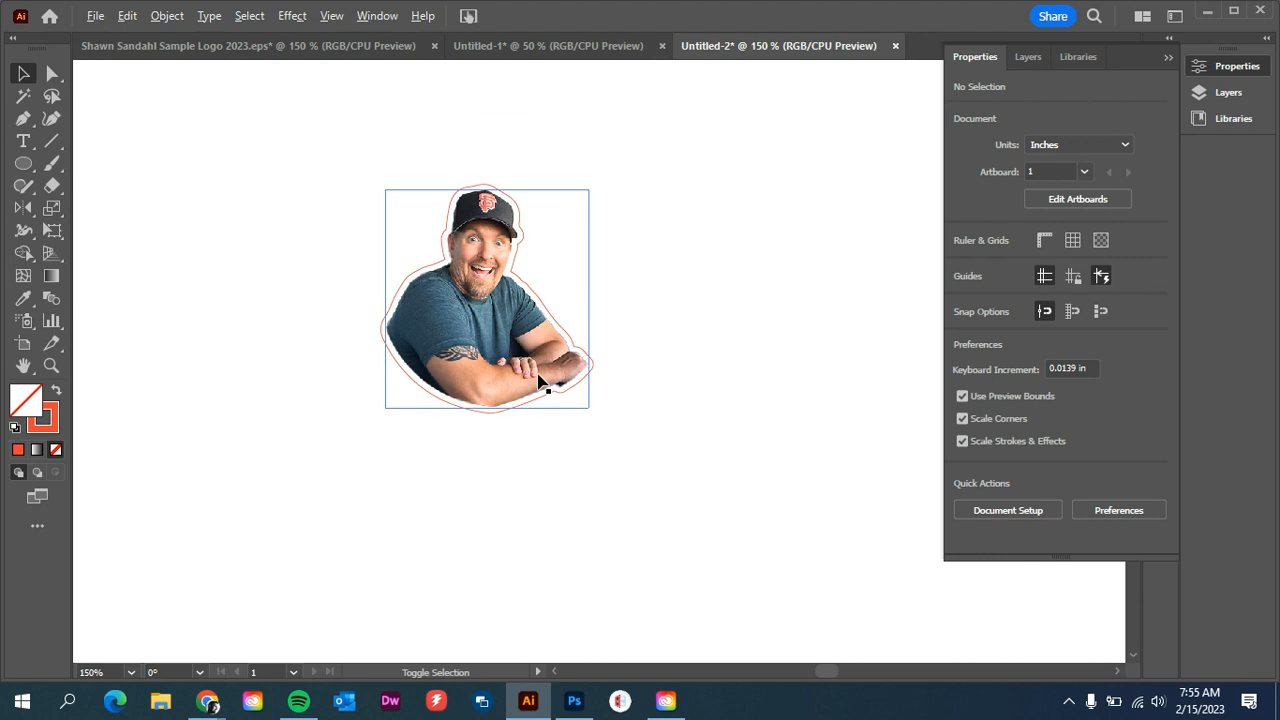 Ai File Edit Object Type Select Effect View Window Help Share
Shawn Sandahl Sample Logo 2023.eps* @ 150 % (RGB/CPU Preview) Untitled-1* @ 50 % (RGB/CPU Preview) Untitled-2* @ 150 % (RGB/CPU Preview)
Properties Layers Libraries
Properties
Layers
Libraries
No Selection
Document
Units: Inches
Artboard: 1
Edit Artboards
Ruler & Grids
Guides
Snap Options
Preferences
Keyboard Increment: 0.0139 in
Use Preview Bounds
Scale Corners
Scale Strokes & Effects
Quick Actions
Document Setup Preferences
150% 0° 1 Toggle Selection
Dw Ai Ps
7:55 AM
2/15/2023